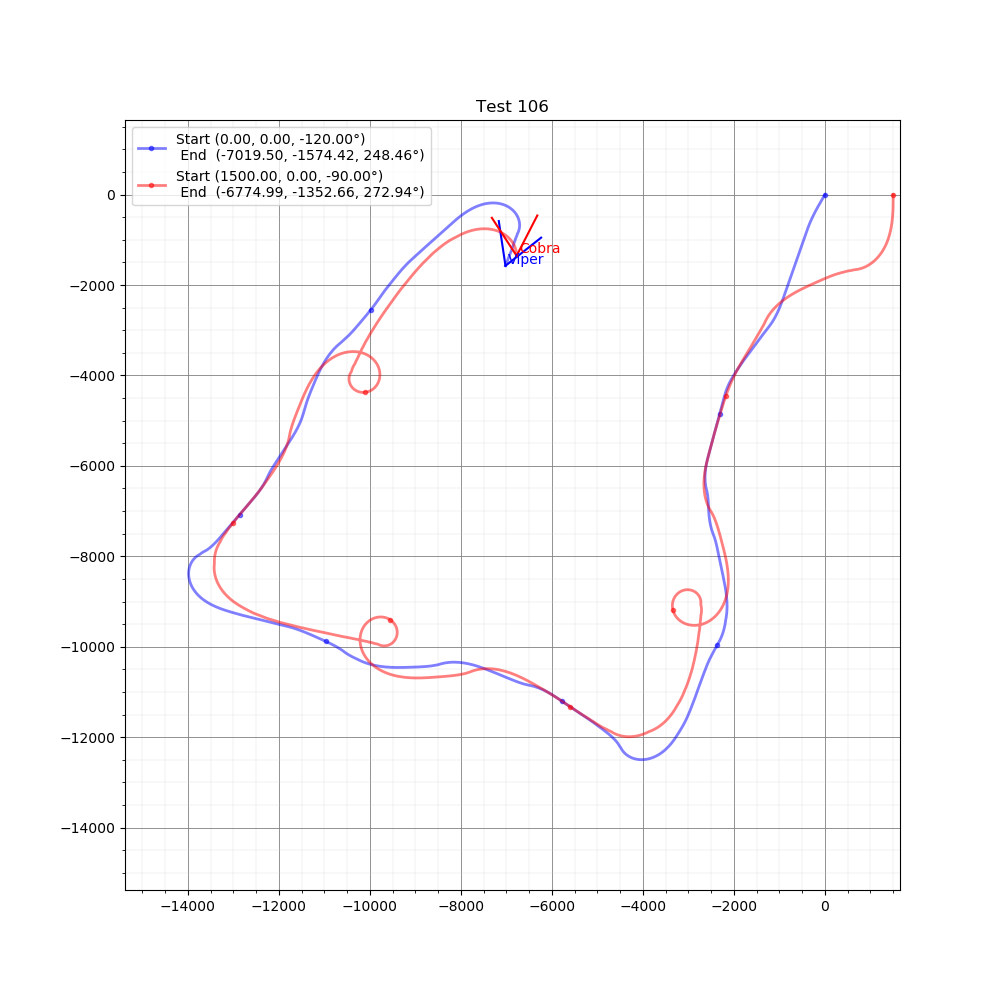 Test 106
Start (0.00, 0.00, -120.00°)
End  (-7019.50, -1574.42, 248.46°)
Start (1500.00, 0.00, -90.00°)
End  (-6774.99, -1352.66, 272.94°)
Cobra
Viper
0
−2000
−4000
−6000
−8000
−10000
−12000
−14000
−14000 −12000 −10000 −8000 −6000 −4000 −2000 0